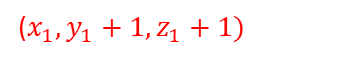 (x₁, y₁ + 1, z₁ + 1)